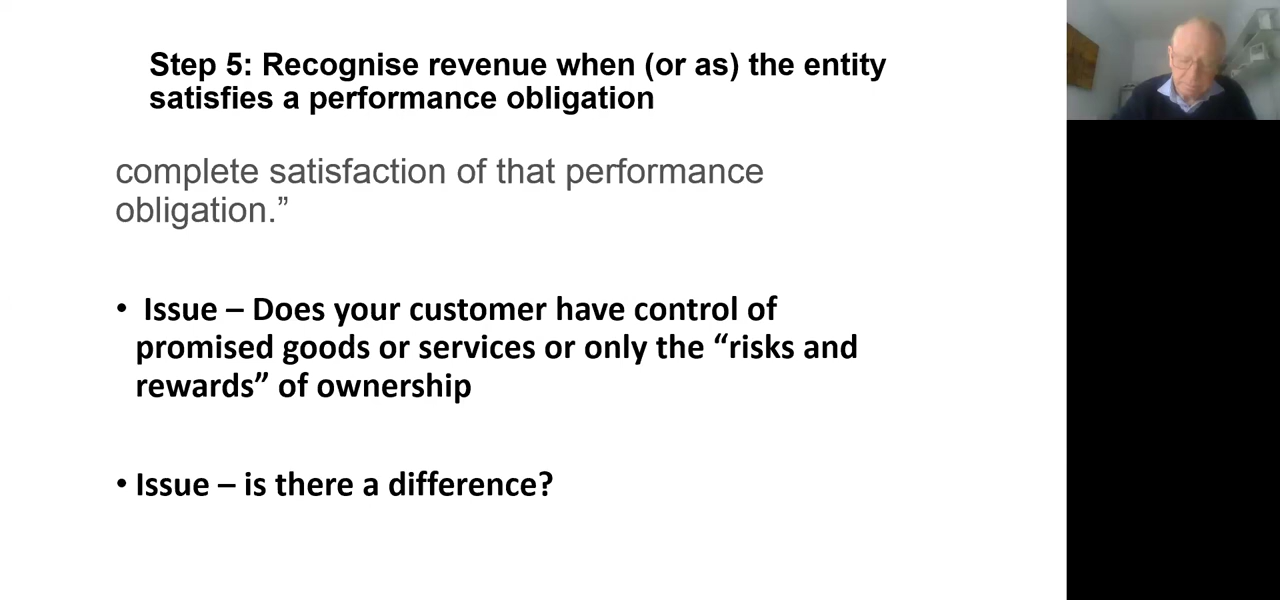 Step 5: Recognise revenue when (or as) the entity
satisfies a performance obligation
complete satisfaction of that performance
obligation.”
• Issue – Does your customer have control of
promised goods or services or only the “risks and
rewards” of ownership
• Issue – is there a difference?